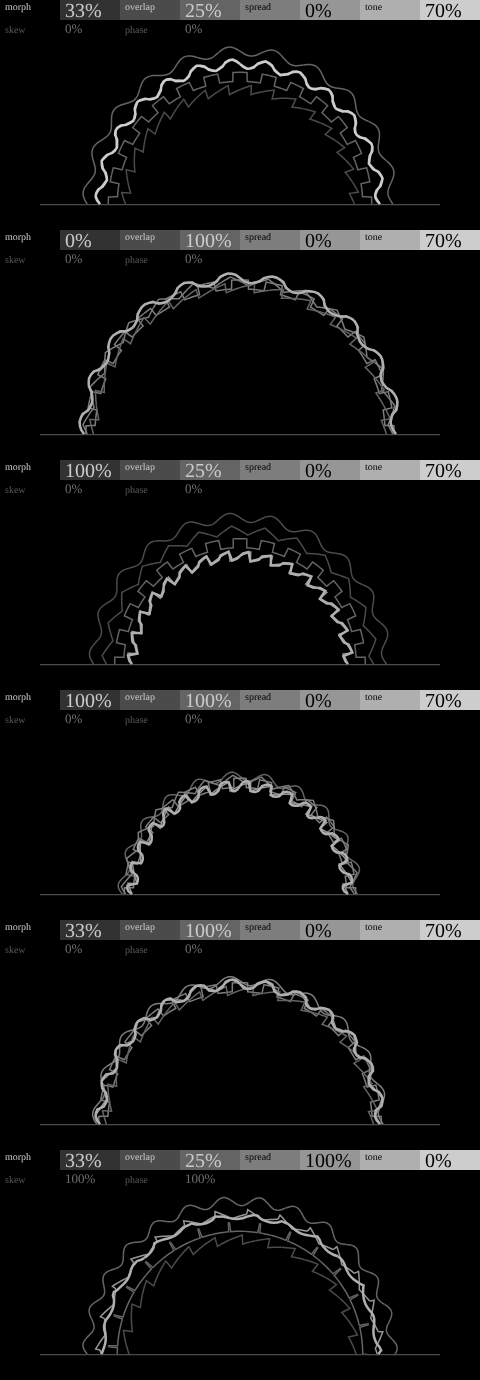 morph 33% overlap 25% spread 0% tone 70%
skew 0% phase 0%
morph 0% overlap 100% spread 0% tone 70%
skew 0% phase 0%
morph 100% overlap 25% spread 0% tone 70%
skew 0% phase 0%
morph 100% overlap 100% spread 0% tone 70%
skew 0% phase 0%
morph 33% overlap 100% spread 0% tone 70%
skew 0% phase 0%
morph 33% overlap 25% spread 100% tone 0%
skew 100% phase 100%